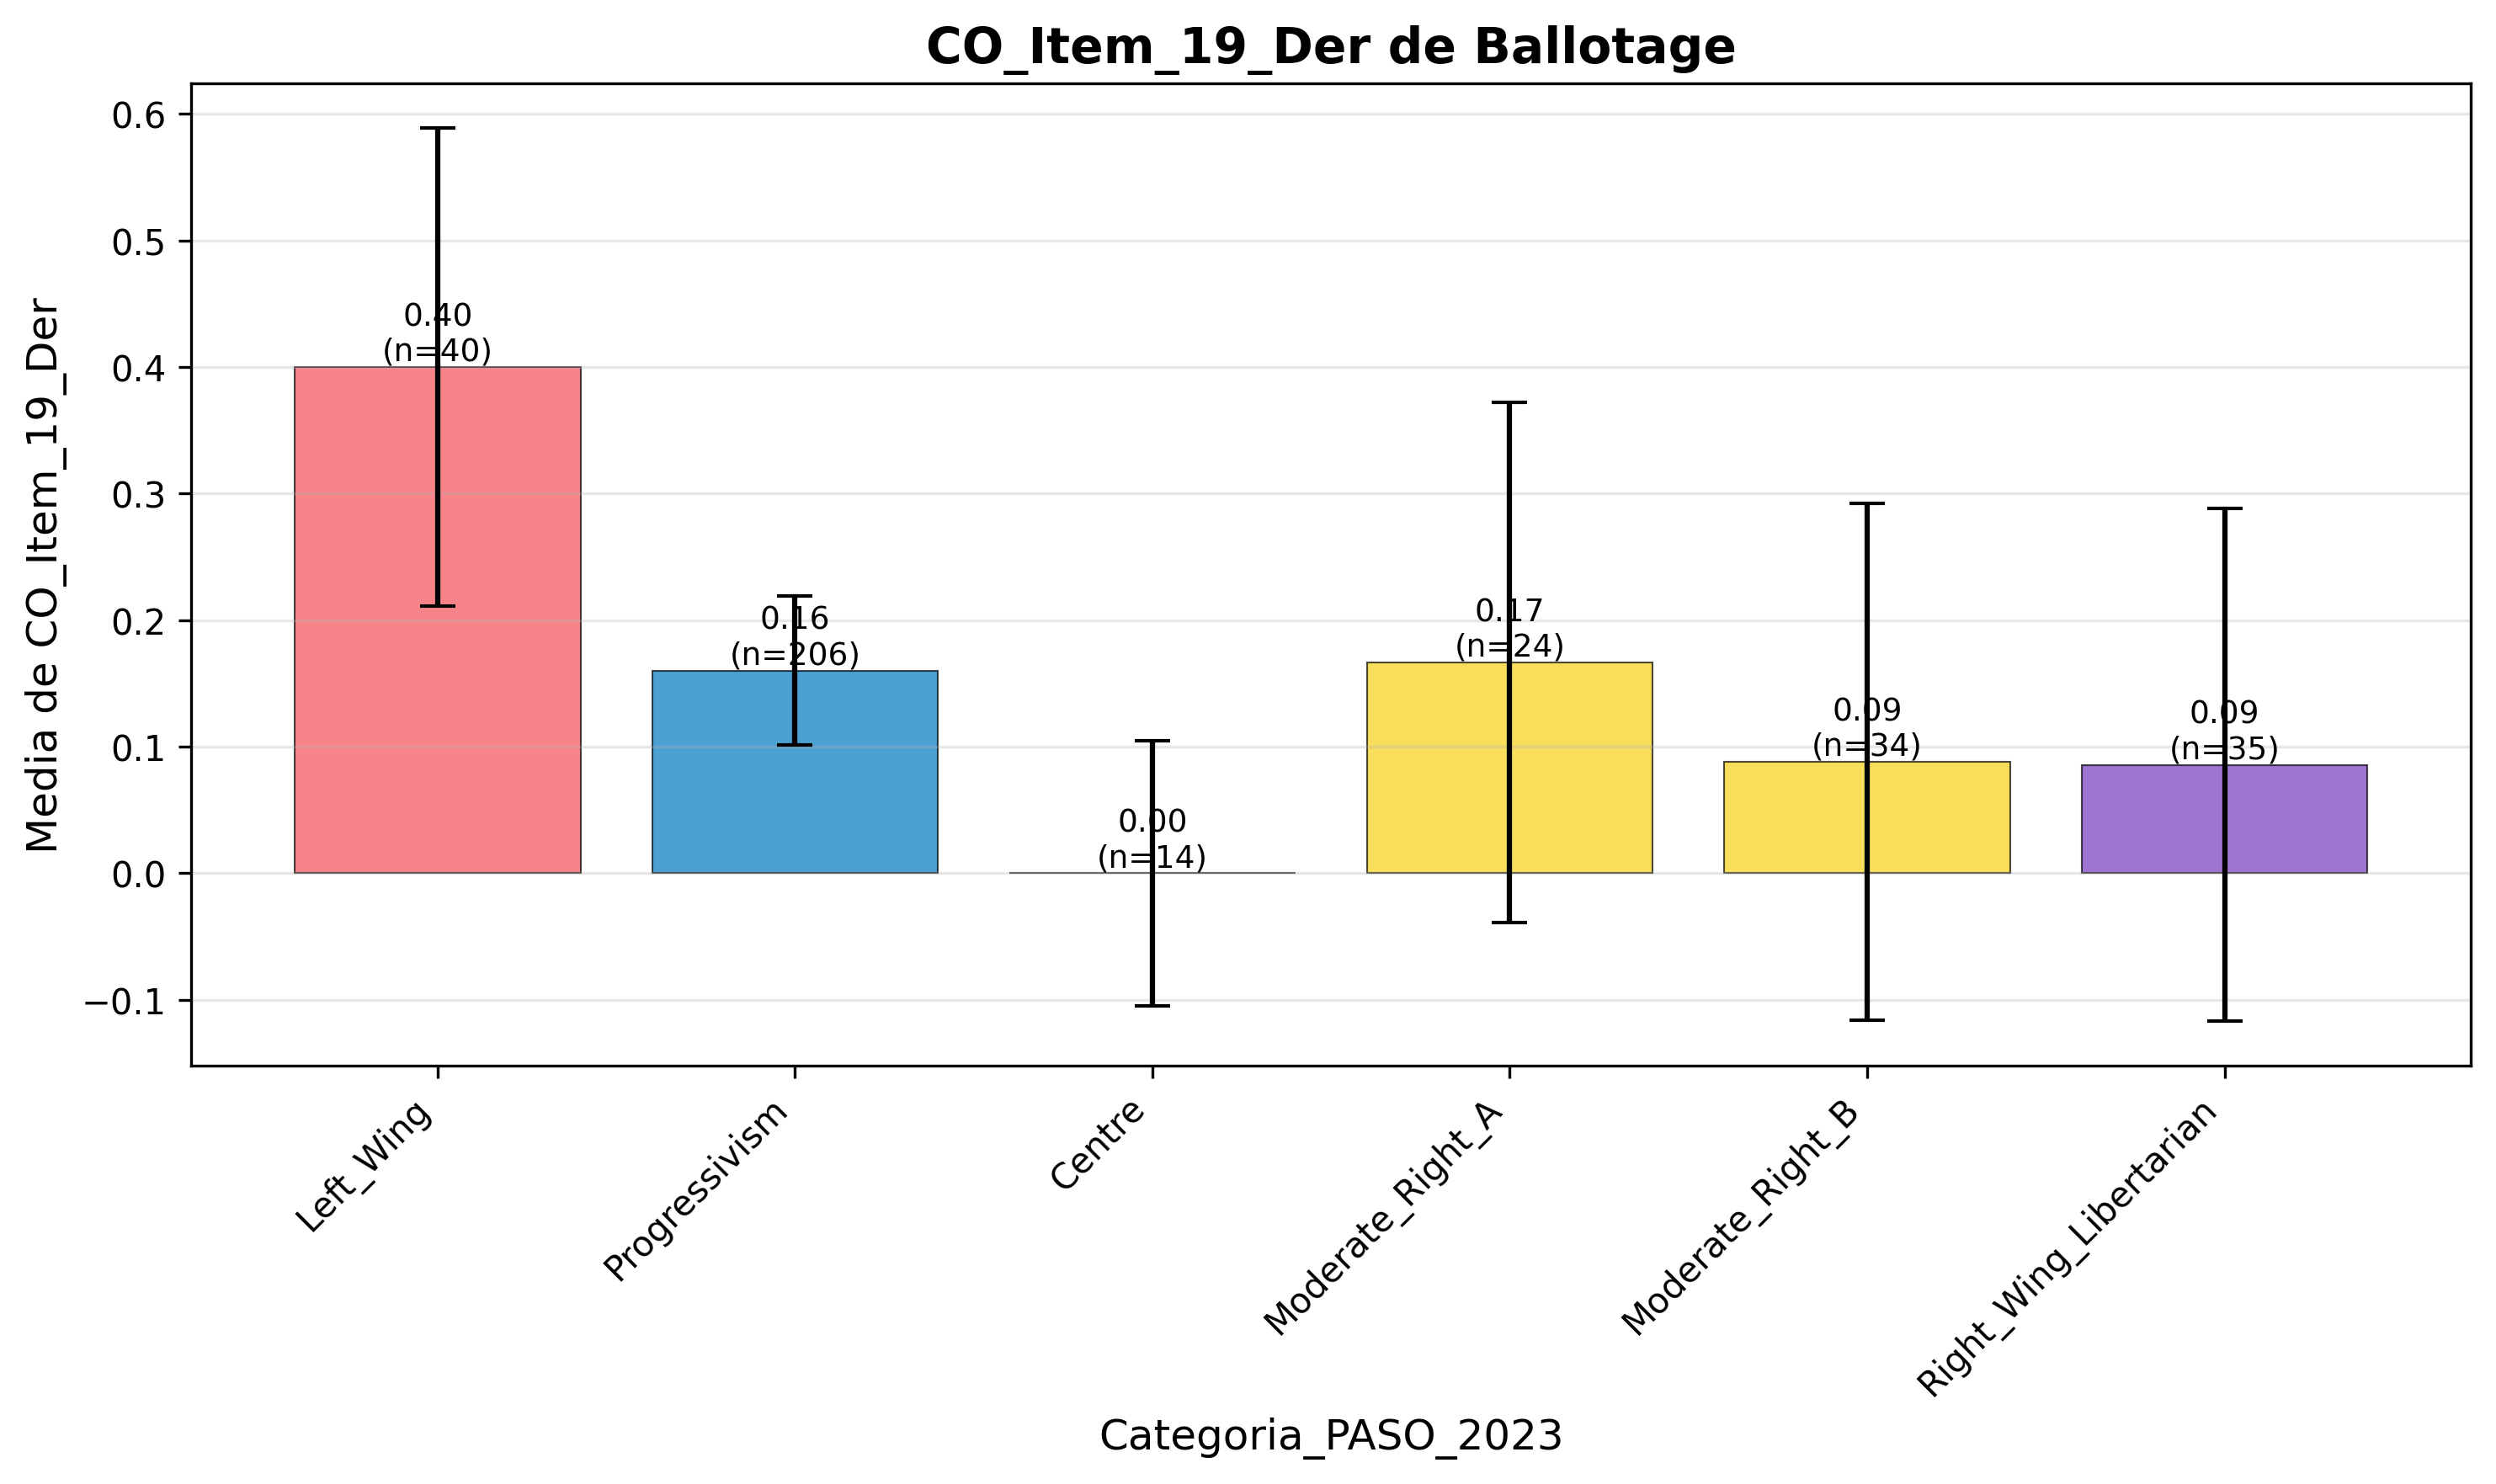 CO_Item_19_Der de Ballotage
Media de CO_Item_19_Der
0.6
0.5
0.4
0.3
0.2
0.1
0.0
−0.1
0.40
(n=40)
0.16
(n=206)
0.00
(n=14)
0.17
(n=24)
0.09
(n=34)
0.09
(n=35)
Left_Wing
Progressivism
Centre
Moderate_Right_A
Moderate_Right_B
Right_Wing_Libertarian
Categoria_PASO_2023